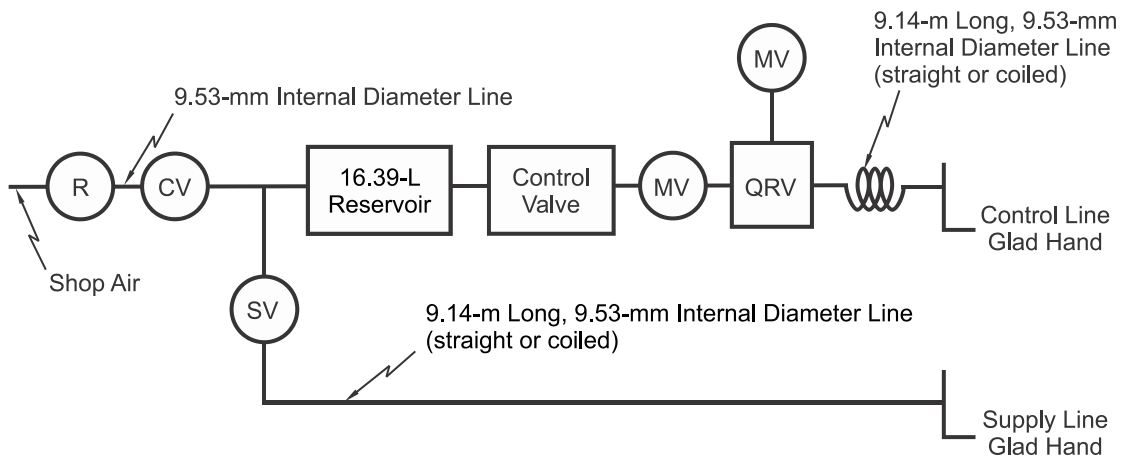 9.14-m Long, 9.53-mm
Internal Diameter Line
(straight or coiled)
MV
9.53-mm Internal Diameter Line
R
CV
16.39-L
Reservoir
Control
Valve
MV
QRV
Control Line
Glad Hand
Shop Air
SV
9.14-m Long, 9.53-mm Internal Diameter Line
(straight or coiled)
Supply Line
Glad Hand